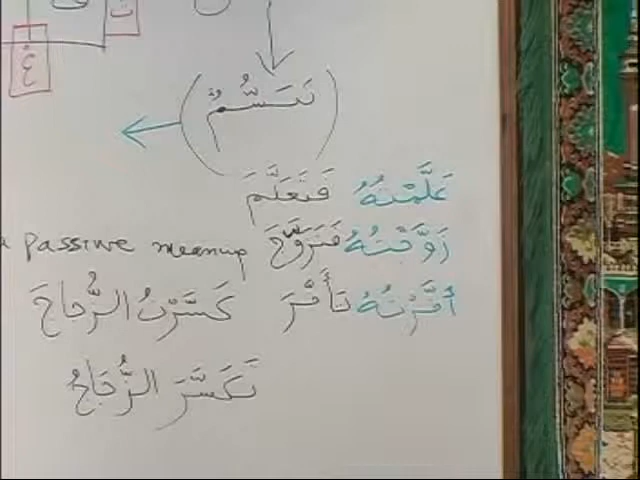 تَبَسُّمٌ
عَلَّمْتُهُ فَتَعَلَّمَ
زَوَّجْتُهُ فَتَزَوَّجَ passive meaning
أَثَّرْتُهُ تَأَثَّرَ كَسَّرْتُ الزُّجَاجَ
تَكَسَّرَ الزُّجَاجُ